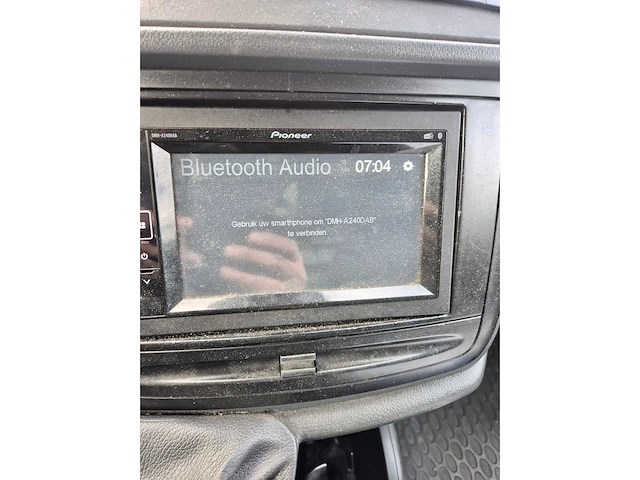 DMH-A240DAB
Pioneer
Bluetooth Audio 07:04
Gebruik uw smartphone om "DMH-A240DAB"
te verbinden